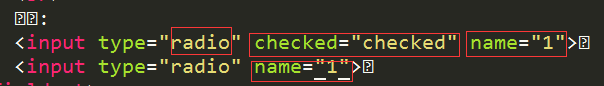 :
<input type="radio" checked="checked" name="1">
<input type="radio" name="1">